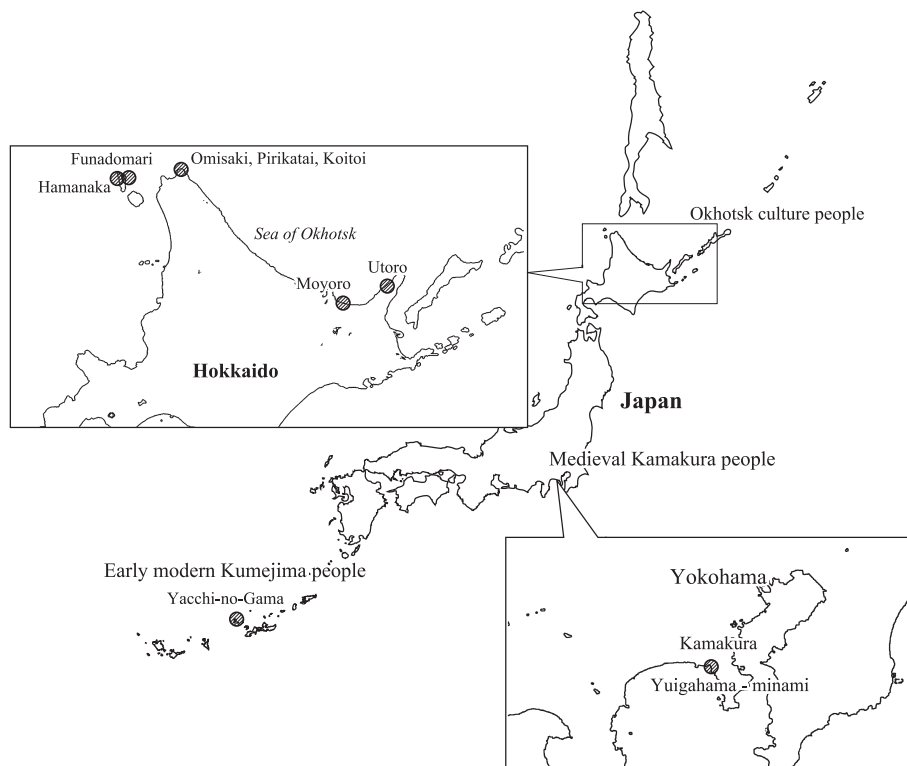 Funadomari
Omisaki, Pirikatai, Koitoi
Hamanaka
Sea of Okhotsk
Utoro
Moyoro
Hokkaido
Okhotsk culture people
Japan
Medieval Kamakura people
Early modern Kumejima people
Yacchi-no-Gama
Yokohama
Kamakura
Yuigahama - minami